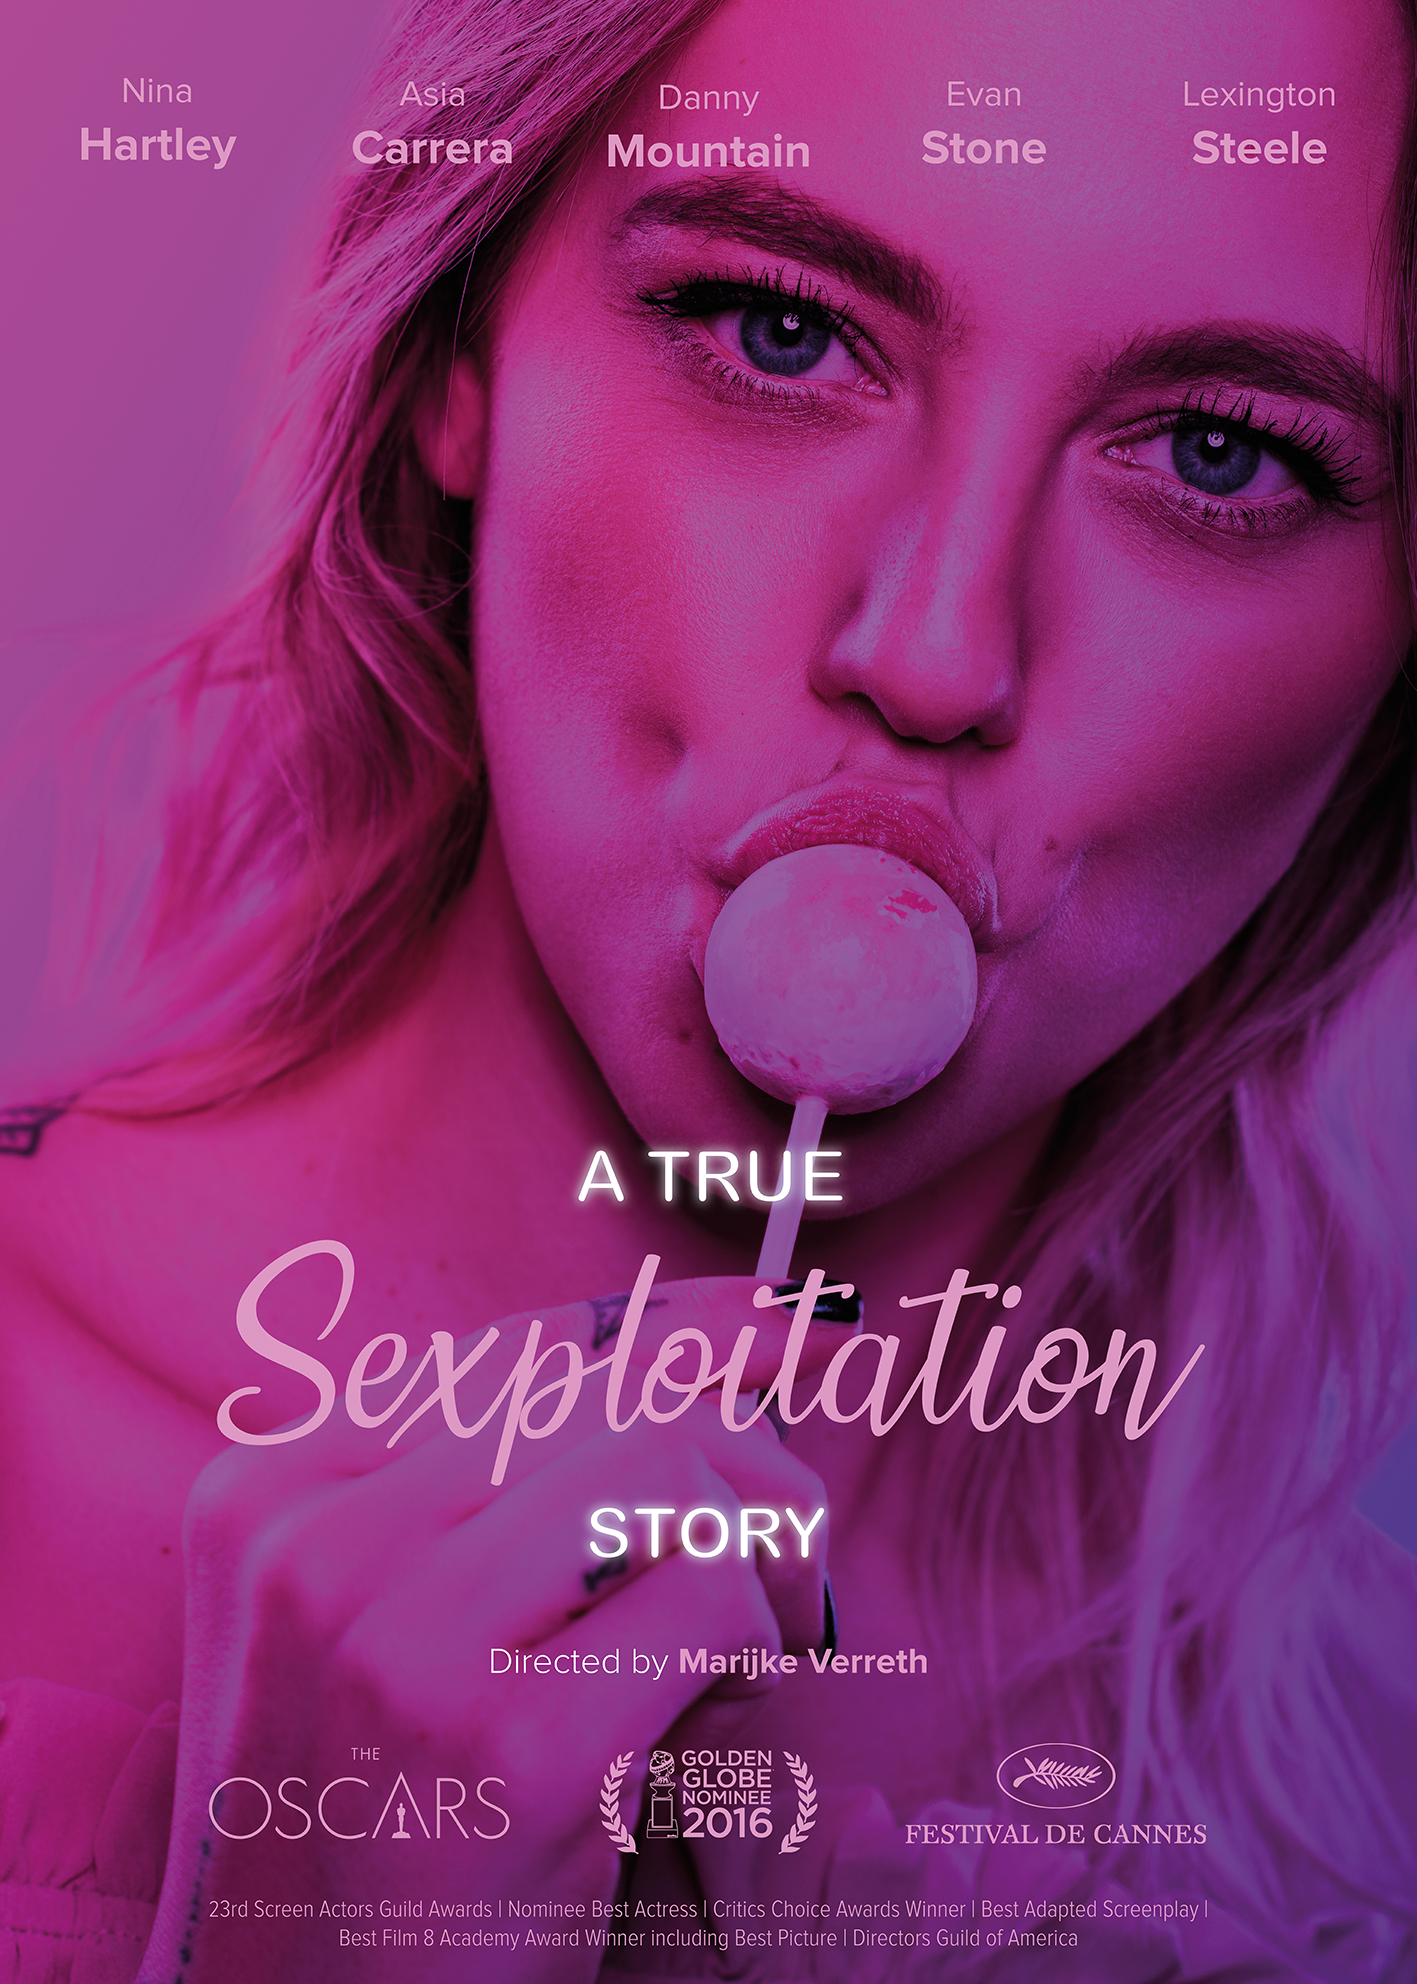 Nina
Hartley
Asia
Carrera
Danny
Mountain
Evan
Stone
Lexington
Steele
A TRUE
Sexploitation
STORY
Directed by Marijke Verreth
THE
OSCARS
GOLDEN
GLOBE
NOMINEE
2016
FESTIVAL DE CANNES
23rd Screen Actors Guild Awards | Nominee Best Actress | Critics Choice Awards Winner | Best Adapted Screenplay |
Best Film 8 Academy Award Winner including Best Picture | Directors Guild of America